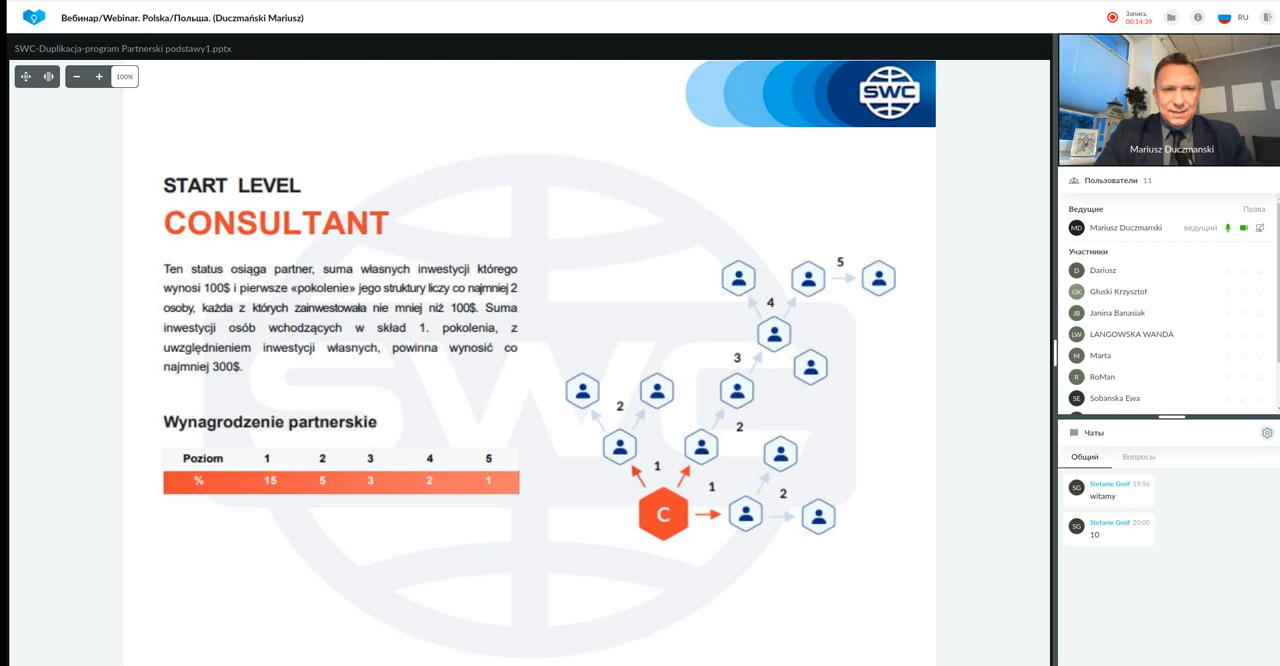 Вебинар/Webinar. Polska/Польша. (Duczmański Mariusz)
Запись
00:14:39
RU
SWC-Duplikacja-program Partnerski podstawy1.pptx
100%
SWC
START LEVEL
CONSULTANT
Ten status osiąga partner, suma własnych inwestycji którego
wynosi 100$ i pierwsze «pokolenie» jego struktury liczy co najmniej 2
osoby, każda z których zainwestowała nie mniej niż 100$. Suma
inwestycji osób wchodzących w skład 1. pokolenia, z
uwzględnieniem inwestycji własnych, powinna wynosić co
najmniej 300$.
Wynagrodzenie partnerskie
Poziom 1 2 3 4 5
% 15 5 3 2 1
5
4
3
2
2
1
1
2
C
SWC
Mariusz Duczmanski
Пользователи 11
Ведущие Права
MD Mariusz Duczmanski ведущий
Участники
D Dariusz
GK Głuski Krzysztof
JB Janina Banasiak
LW LANGOWSKA WANDA
M Marta
R RoMan
SE Sobanska Ewa
Чаты
Общий Вопросы
SG Stefanie Greif 19:56
witamy
SG Stefanie Greif 20:00
10